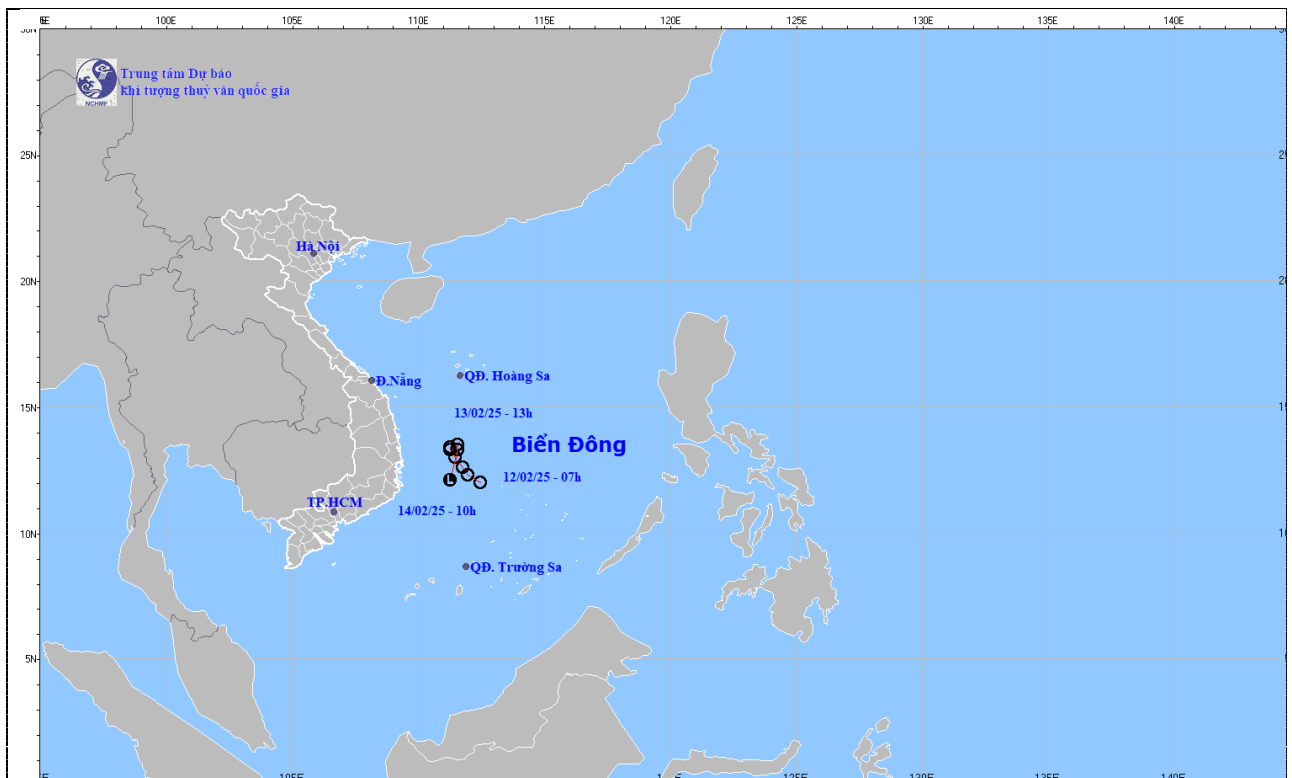 E 100E 105E 110E 115E 120E 125E 130E 135E 140E
Trung tâm Dự báo
khí tượng thuỷ văn quốc gia
NCHMF
25N
Hà Nội
20N
QĐ. Hoàng Sa
Đ.Nẵng
15N
13/02/25 - 13h
Biển Đông
12/02/25 - 07h
L
TP.HCM
14/02/25 - 10h
10N
QĐ. Trường Sa
5N